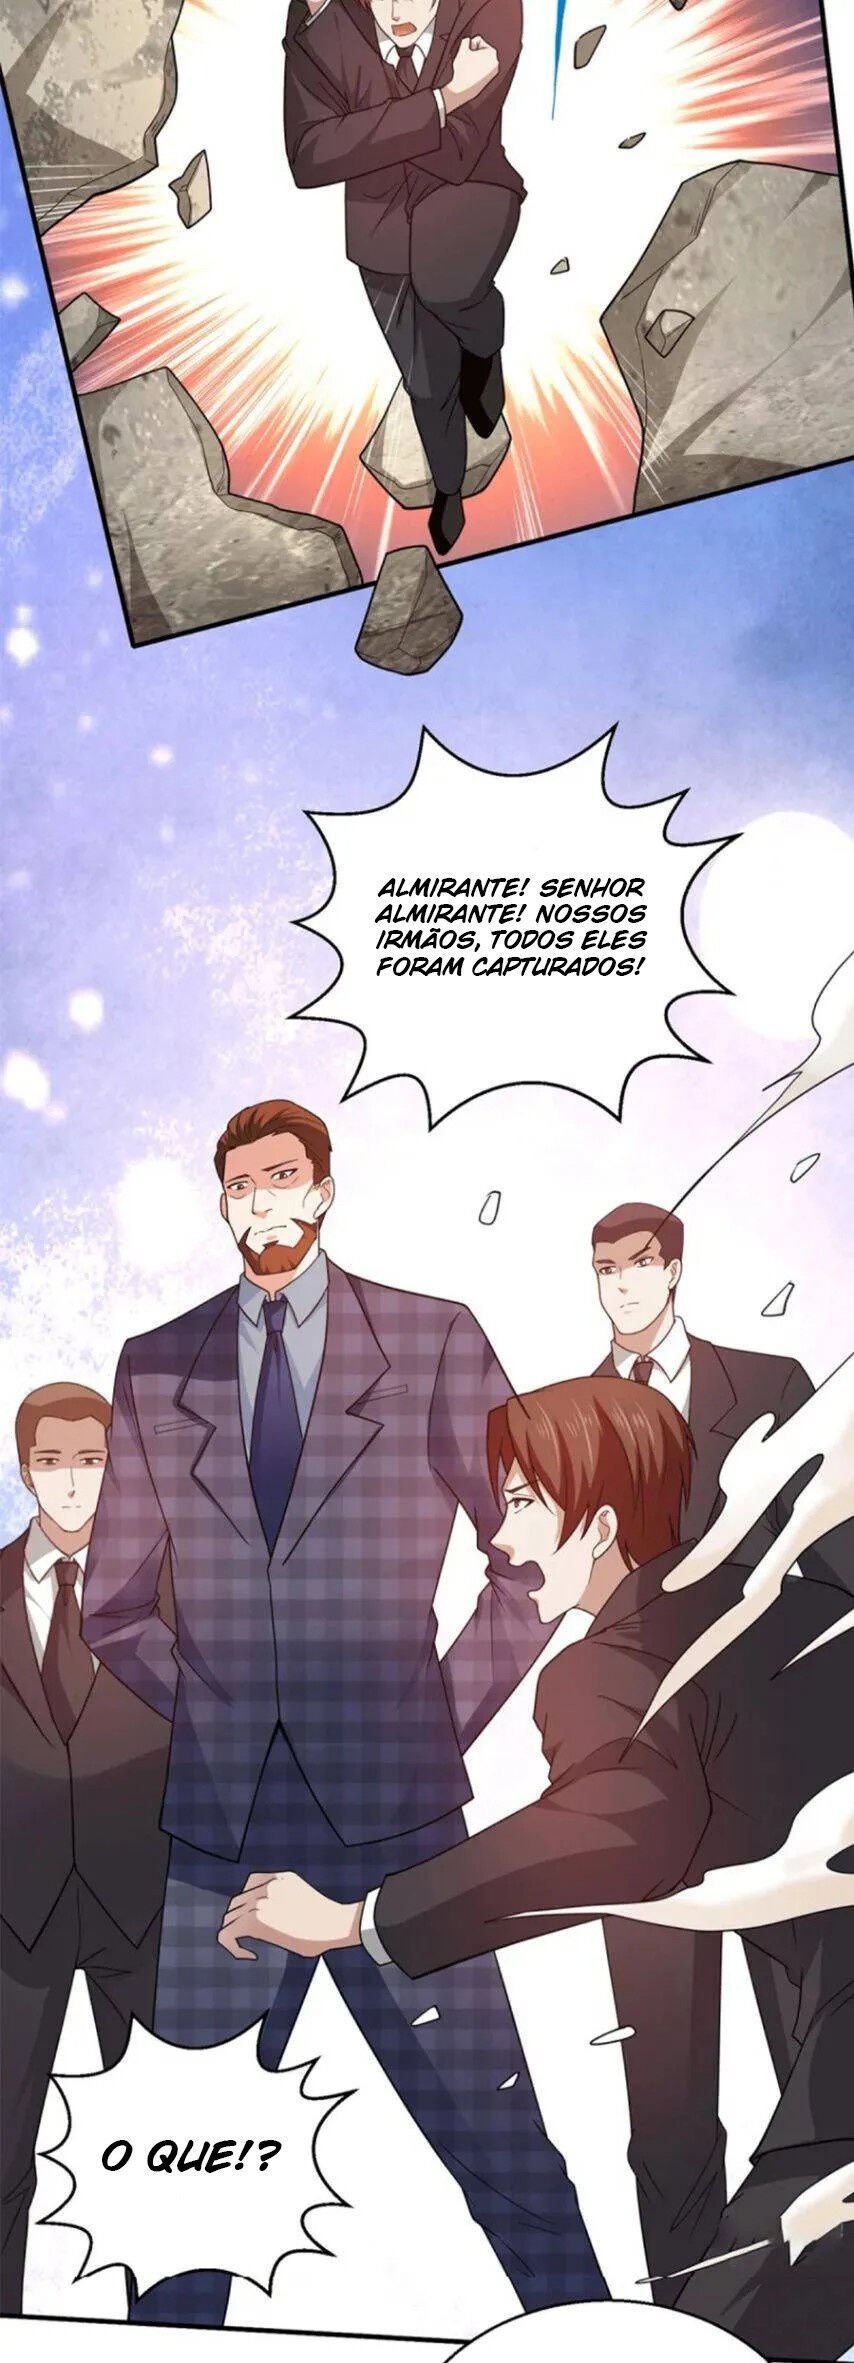 ALMIRANTE! SENHOR
ALMIRANTE! NOSSOS
IRMÃOS, TODOS ELES
FORAM CAPTURADOS!
O QUE!?